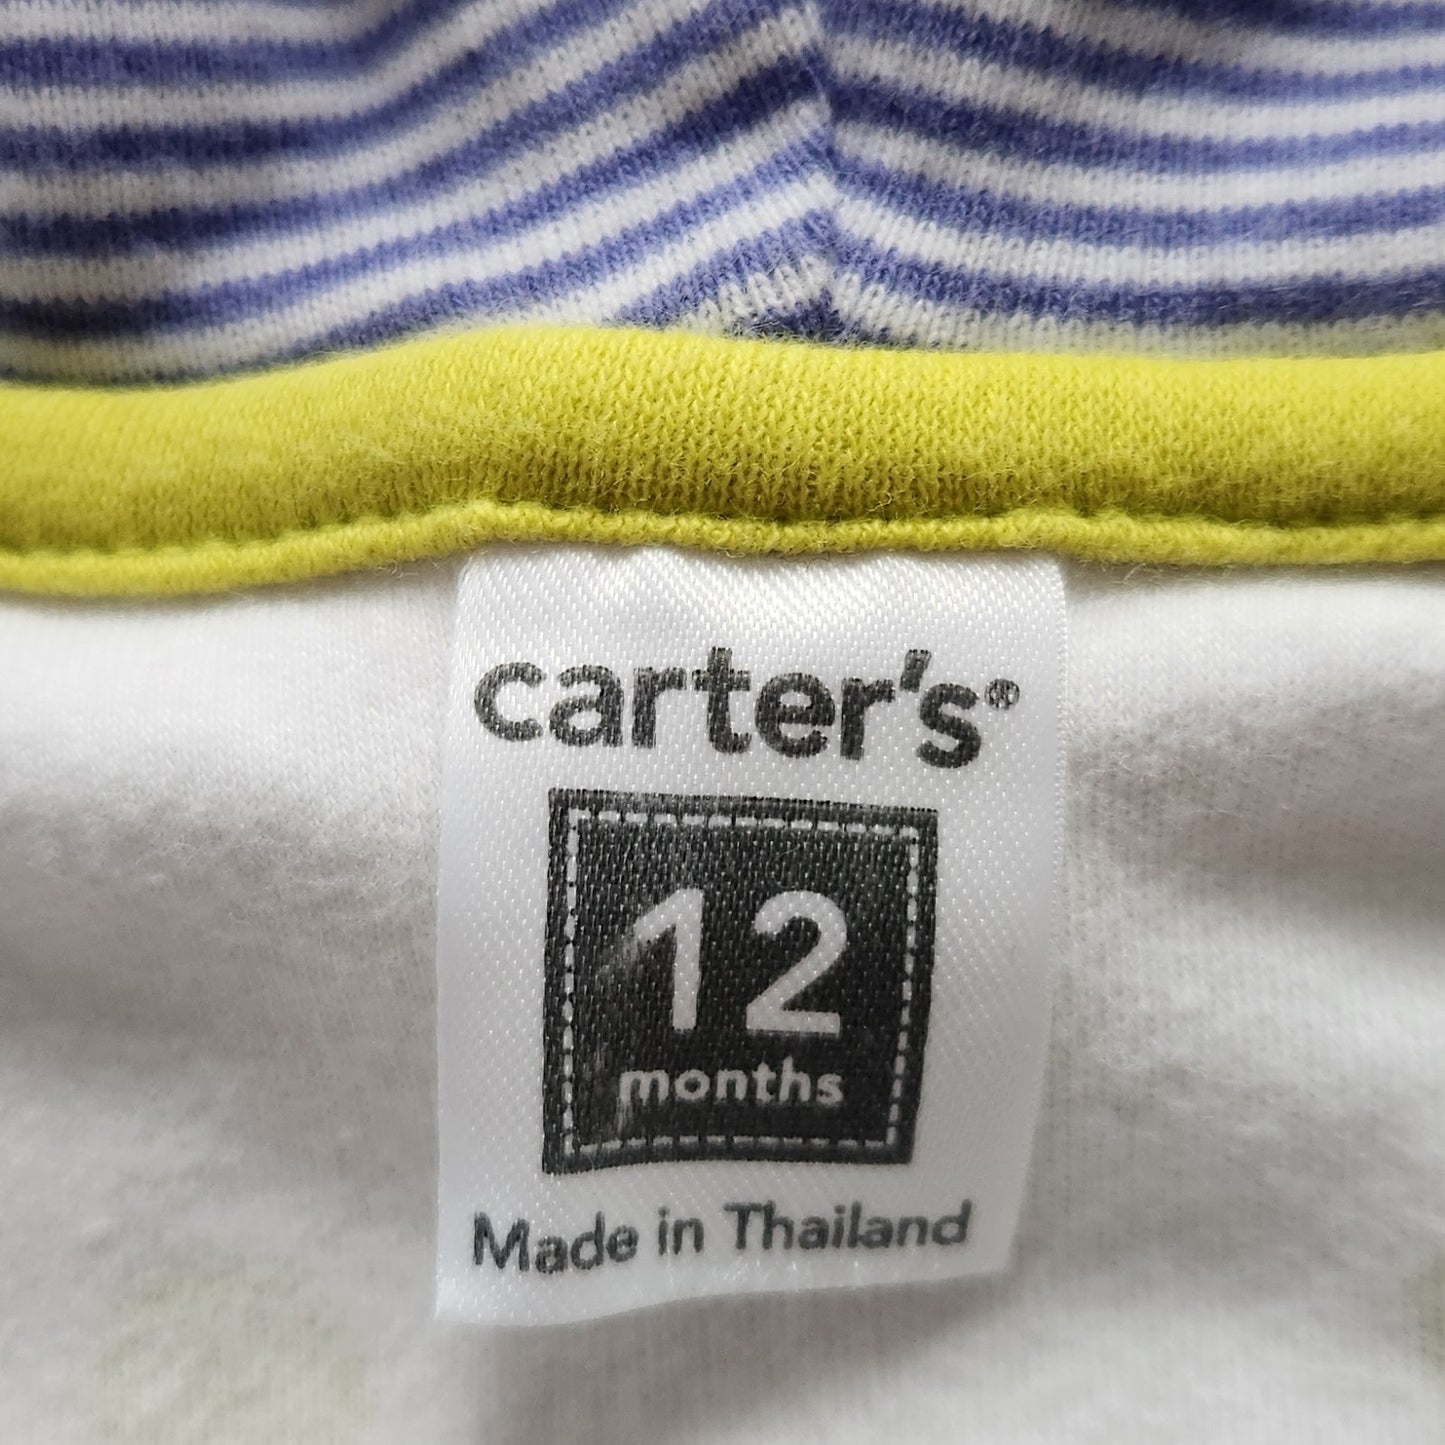 carter's®
12
months
Made in Thailand